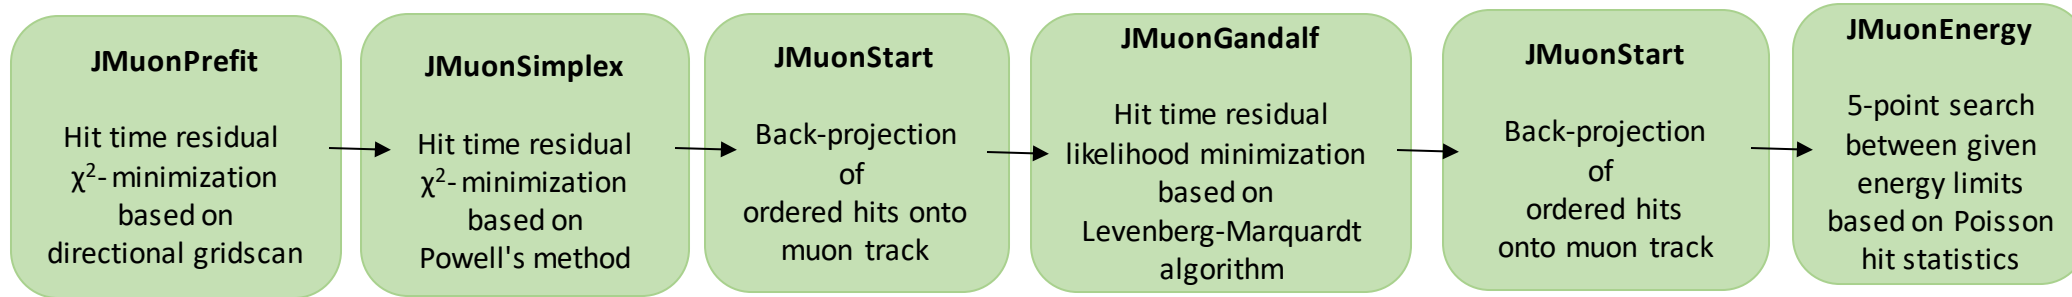 JMuonPrefit
Hit time residual
χ²- minimization
based on
directional gridscan
JMuonSimplex
Hit time residual
χ²- minimization
based on
Powell's method
JMuonStart
Back-projection
of
ordered hits onto
muon track
JMuonGandalf
Hit time residual
likelihood minimization
based on
Levenberg-Marquardt
algorithm
JMuonStart
Back-projection
of
ordered hits
onto muon track
JMuonEnergy
5-point search
between given
energy limits
based on Poisson
hit statistics